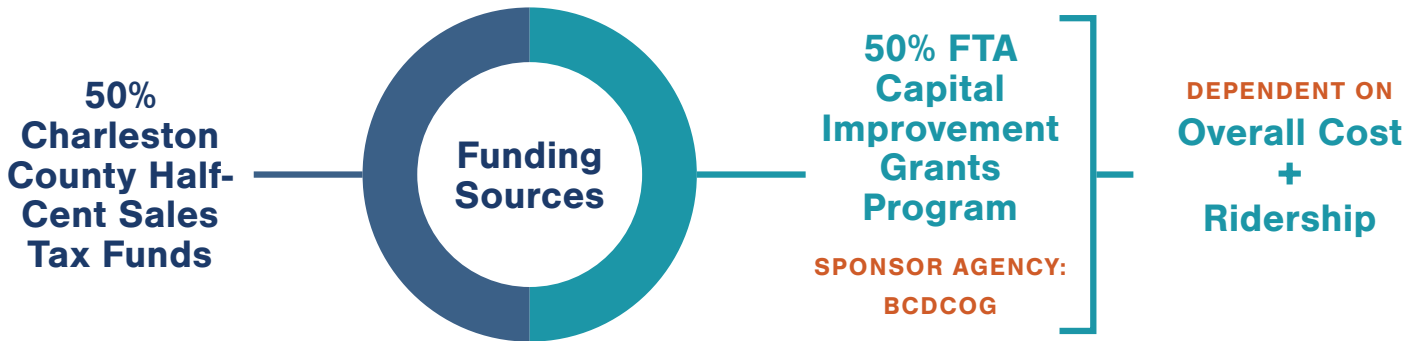 50%
Charleston
County Half-
Cent Sales
Tax Funds
Funding
Sources
50% FTA
Capital
Improvement
Grants
Program
SPONSOR AGENCY:
BCDCOG
DEPENDENT ON
Overall Cost
+
Ridership